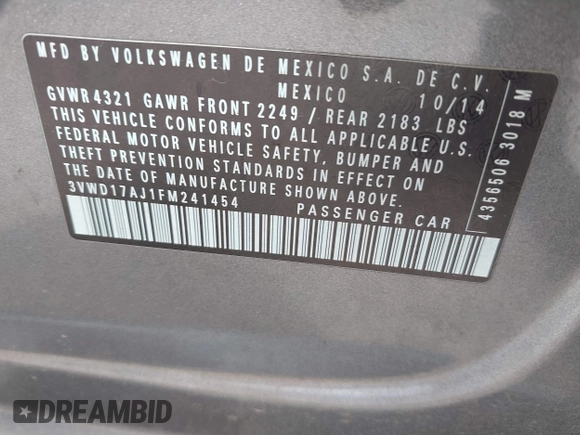 MFD BY VOLKSWAGEN DE MEXICO S.A. DE C.V.
MEXICO 10/14
GVWR 4321 GAWR FRONT 2249 / REAR 2183 LBS
THIS VEHICLE CONFORMS TO ALL APPLICABLE U.S.
FEDERAL MOTOR VEHICLE SAFETY, BUMPER AND
THEFT PREVENTION STANDARDS IN EFFECT ON
THE DATE OF MANUFACTURE SHOWN ABOVE.
3VWD17AJ1FM241454 PASSENGER CAR
4356506 3018 M
DREAMBID